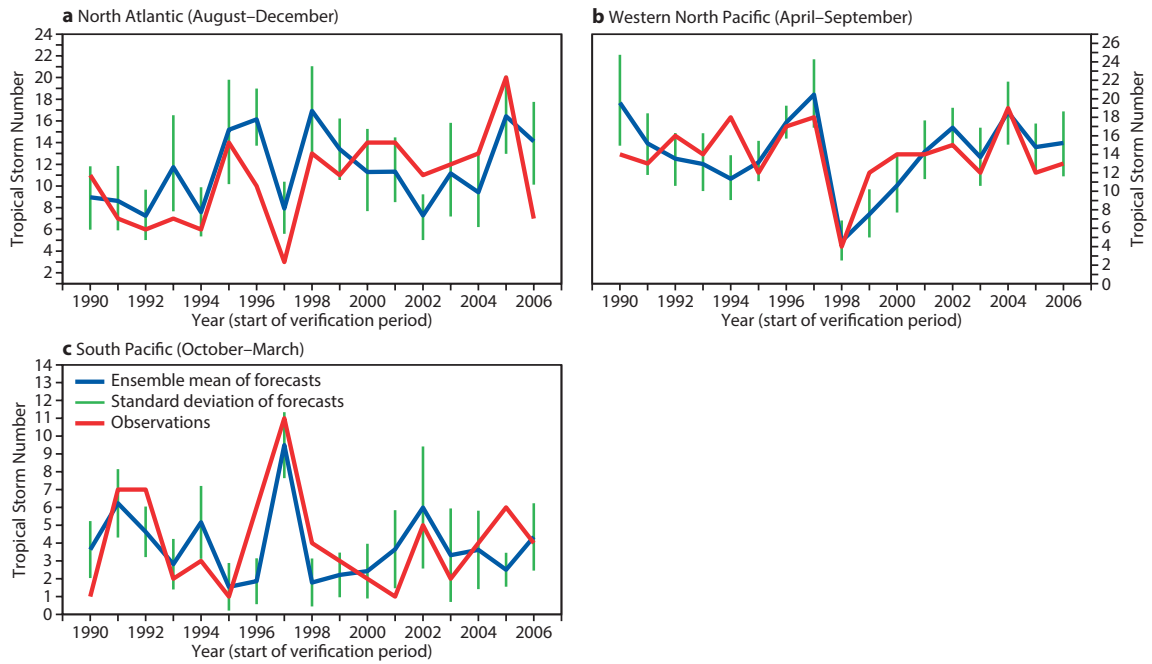 a North Atlantic (August–December)
24
22
20
18
16
14
12
10
8
6
4
2
Tropical Storm Number
1990 1992 1994 1996 1998 2000 2002 2004 2006
Year (start of verification period)
b Western North Pacific (April–September)
26
24
22
20
18
16
14
12
10
8
6
4
2
0
Tropical Storm Number
1990 1992 1994 1996 1998 2000 2002 2004 2006
Year (start of verification period)
c South Pacific (October–March)
14
13
12
11
10
9
8
7
6
5
4
3
2
1
0
Tropical Storm Number
Ensemble mean of forecasts
Standard deviation of forecasts
Observations
1990 1992 1994 1996 1998 2000 2002 2004 2006
Year (start of verification period)